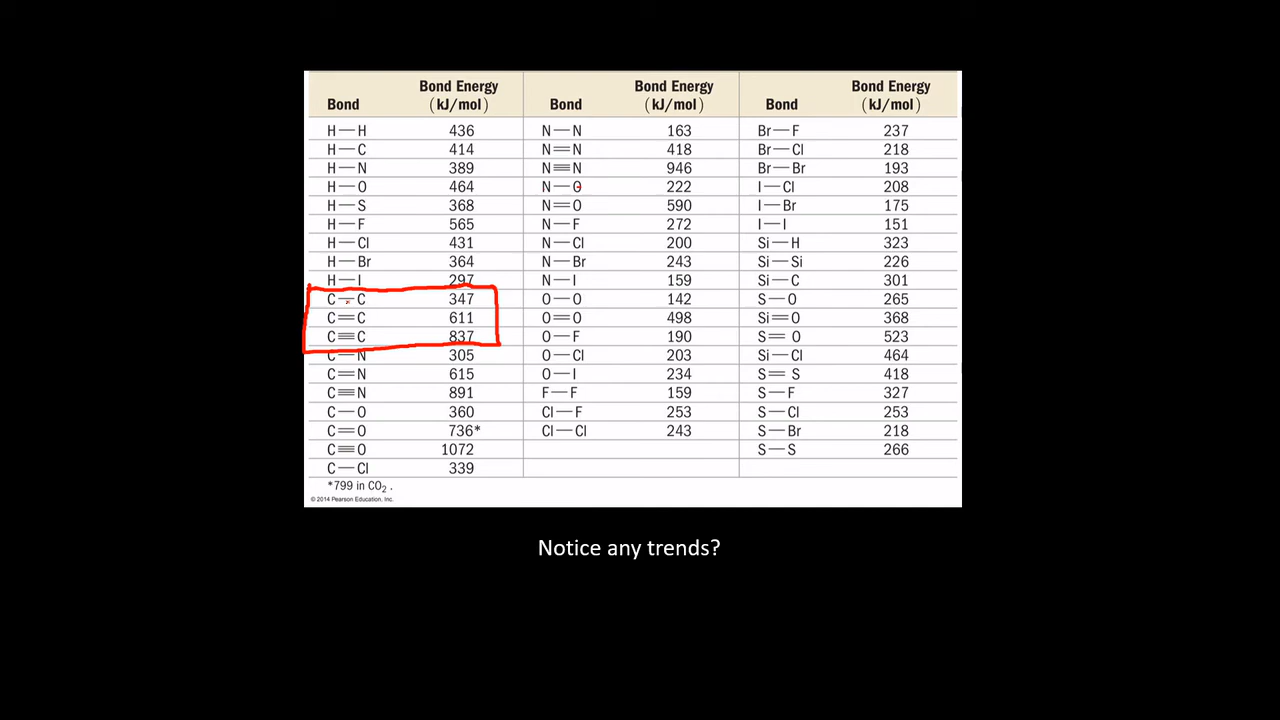 Bond Bond Energy (kJ/mol) Bond Bond Energy (kJ/mol) Bond Bond Energy (kJ/mol)
H—H 436 N—N 163 Br—F 237
H—C 414 N=N 418 Br—Cl 218
H—N 389 N≡N 946 Br—Br 193
H—O 464 N—O 222 I—Cl 208
H—S 368 N=O 590 I—Br 175
H—F 565 N—F 272 I—I 151
H—Cl 431 N—Cl 200 Si—H 323
H—Br 364 N—Br 243 Si—Si 226
H—I 297 N—I 159 Si—C 301
C—C 347 O—O 142 S—O 265
C=C 611 O=O 498 Si=O 368
C≡C 837 O—F 190 S=O 523
C—N 305 O—Cl 203 Si—Cl 464
C=N 615 O—I 234 S=S 418
C≡N 891 F—F 159 S—F 327
C—O 360 Cl—F 253 S—Cl 253
C=O 736* Cl—Cl 243 S—Br 218
C≡O 1072 S—S 266
C—Cl 339
*799 in CO₂.
© 2014 Pearson Education, Inc.
Notice any trends?